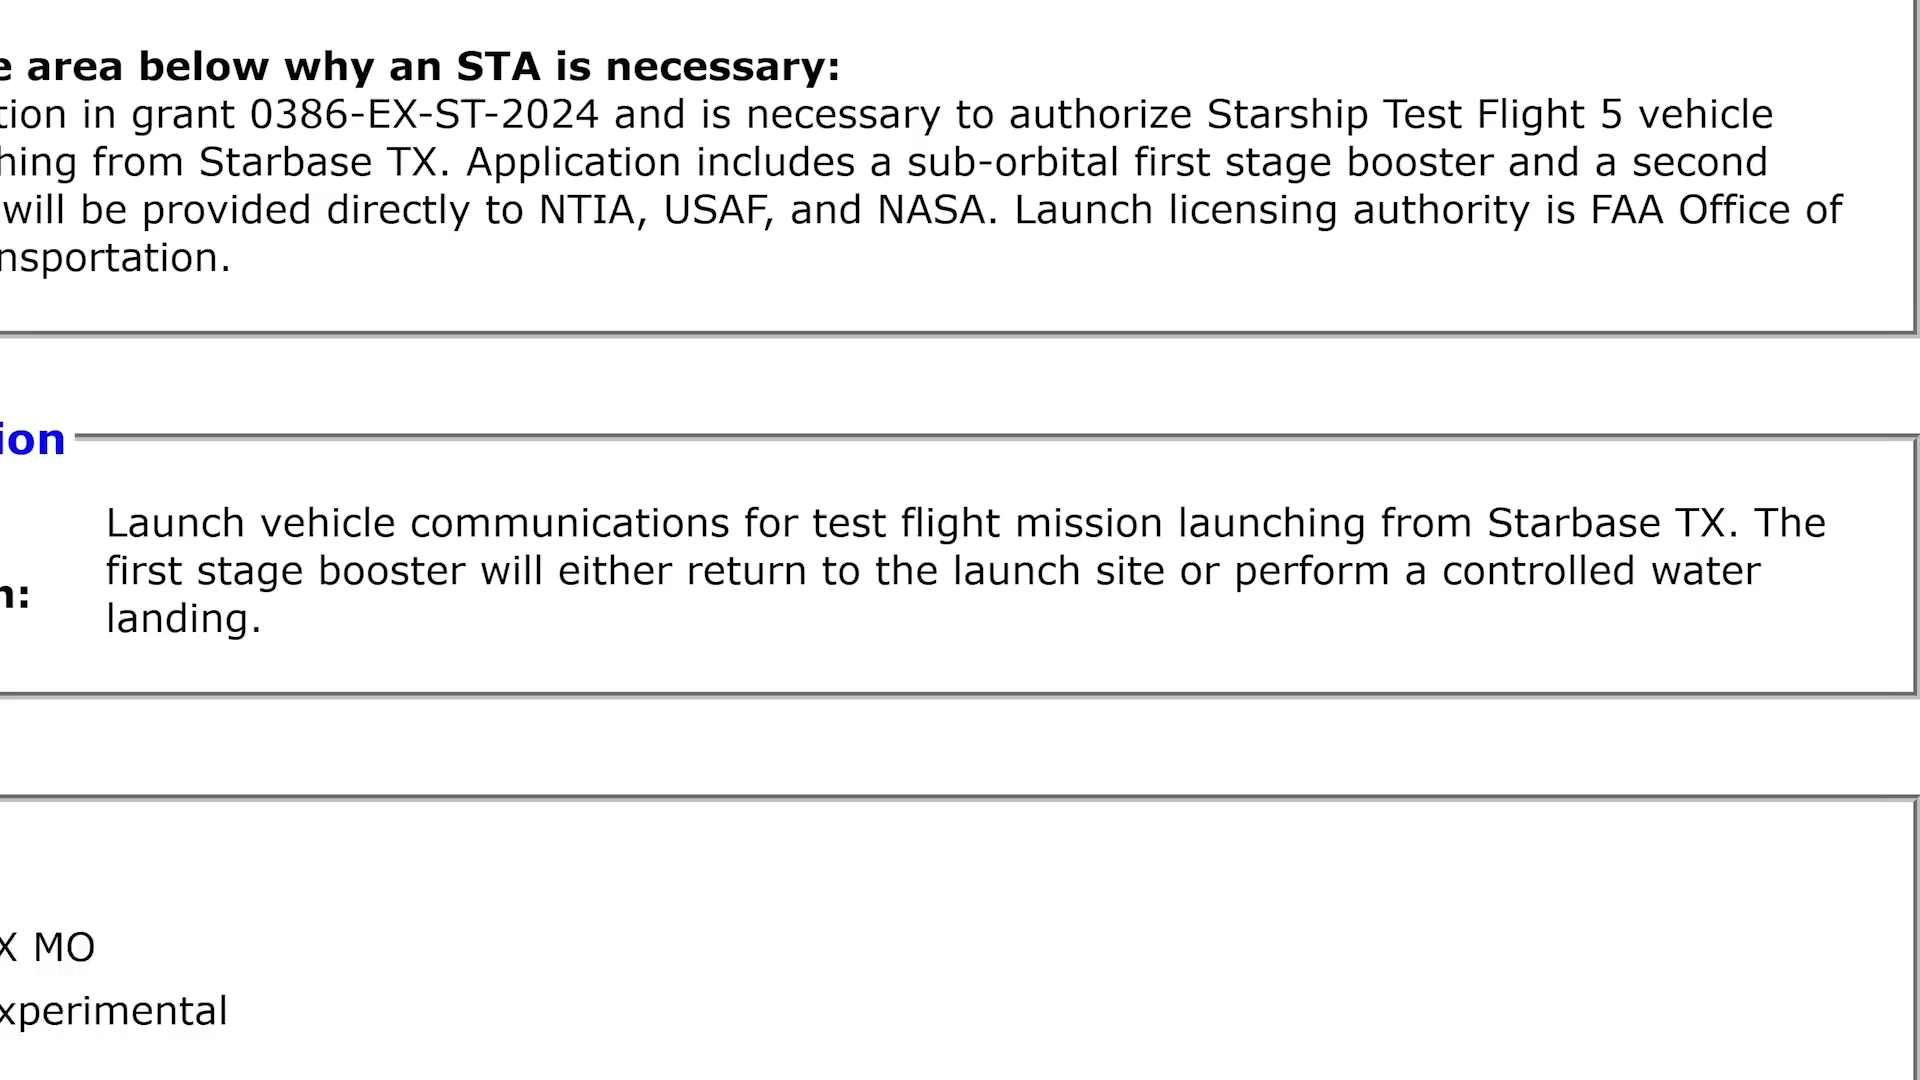 e area below why an STA is necessary:
tion in grant 0386-EX-ST-2024 and is necessary to authorize Starship Test Flight 5 vehicle
hing from Starbase TX. Application includes a sub-orbital first stage booster and a second
will be provided directly to NTIA, USAF, and NASA. Launch licensing authority is FAA Office of
nsportation.
ion
Launch vehicle communications for test flight mission launching from Starbase TX. The
first stage booster will either return to the launch site or perform a controlled water
n:
landing.
X MO
xperimental